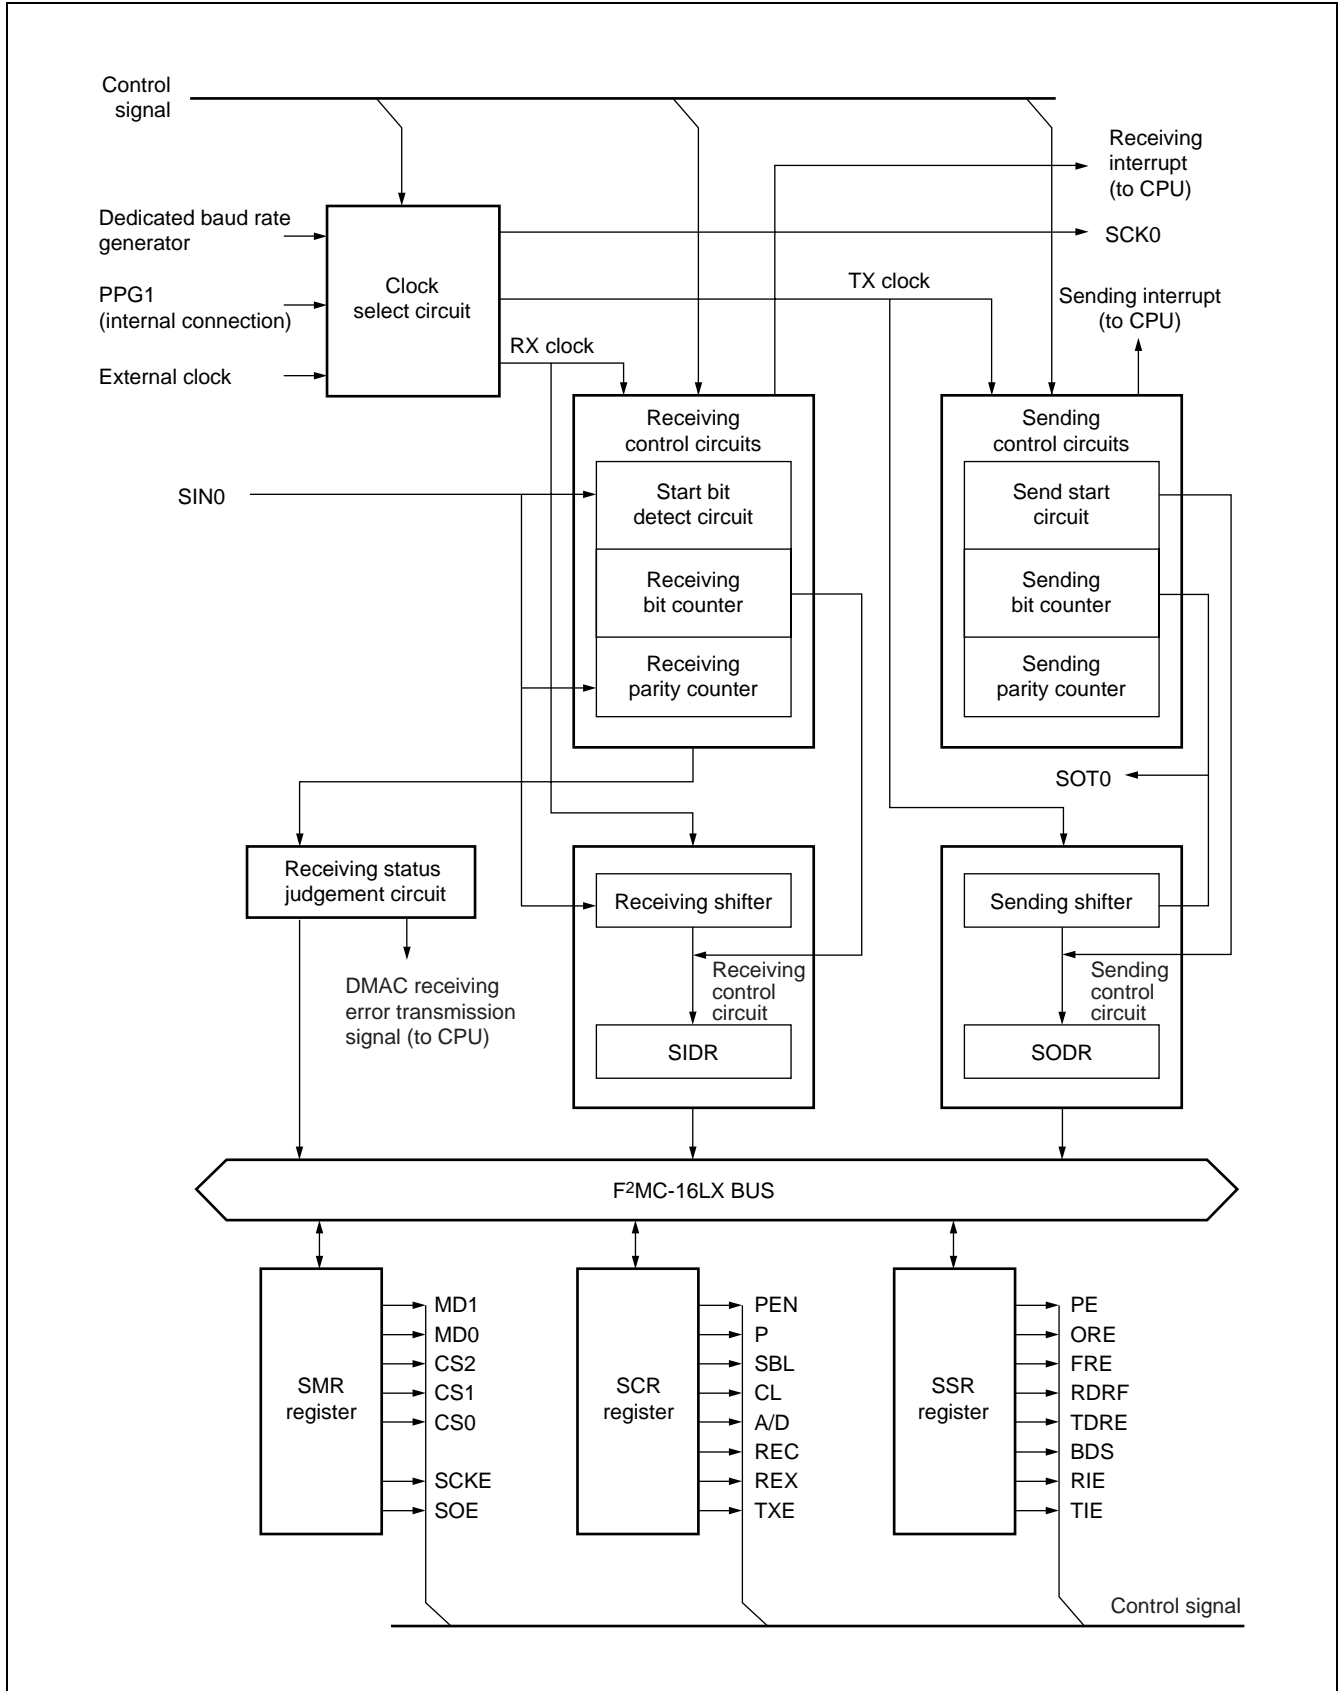 Control
signal
Receiving
interrupt
(to CPU)
Dedicated baud rate
generator
SCK0
Clock
select circuit
TX clock
PPG1
(internal connection)
Sending interrupt
(to CPU)
RX clock
External clock
Receiving
control circuits
Sending
control circuits
SIN0
Start bit
detect circuit
Send start
circuit
Receiving
bit counter
Sending
bit counter
Receiving
parity counter
Sending
parity counter
SOT0
Receiving status
judgement circuit
Receiving shifter
Sending shifter
DMAC receiving
error transmission
signal (to CPU)
Receiving
control
circuit
Sending
control
circuit
SIDR
SODR
F²MC-16LX BUS
SMR
register
MD1
MD0
CS2
CS1
CS0
SCKE
SOE
SCR
register
PEN
P
SBL
CL
A/D
REC
REX
TXE
SSR
register
PE
ORE
FRE
RDRF
TDRE
BDS
RIE
TIE
Control signal